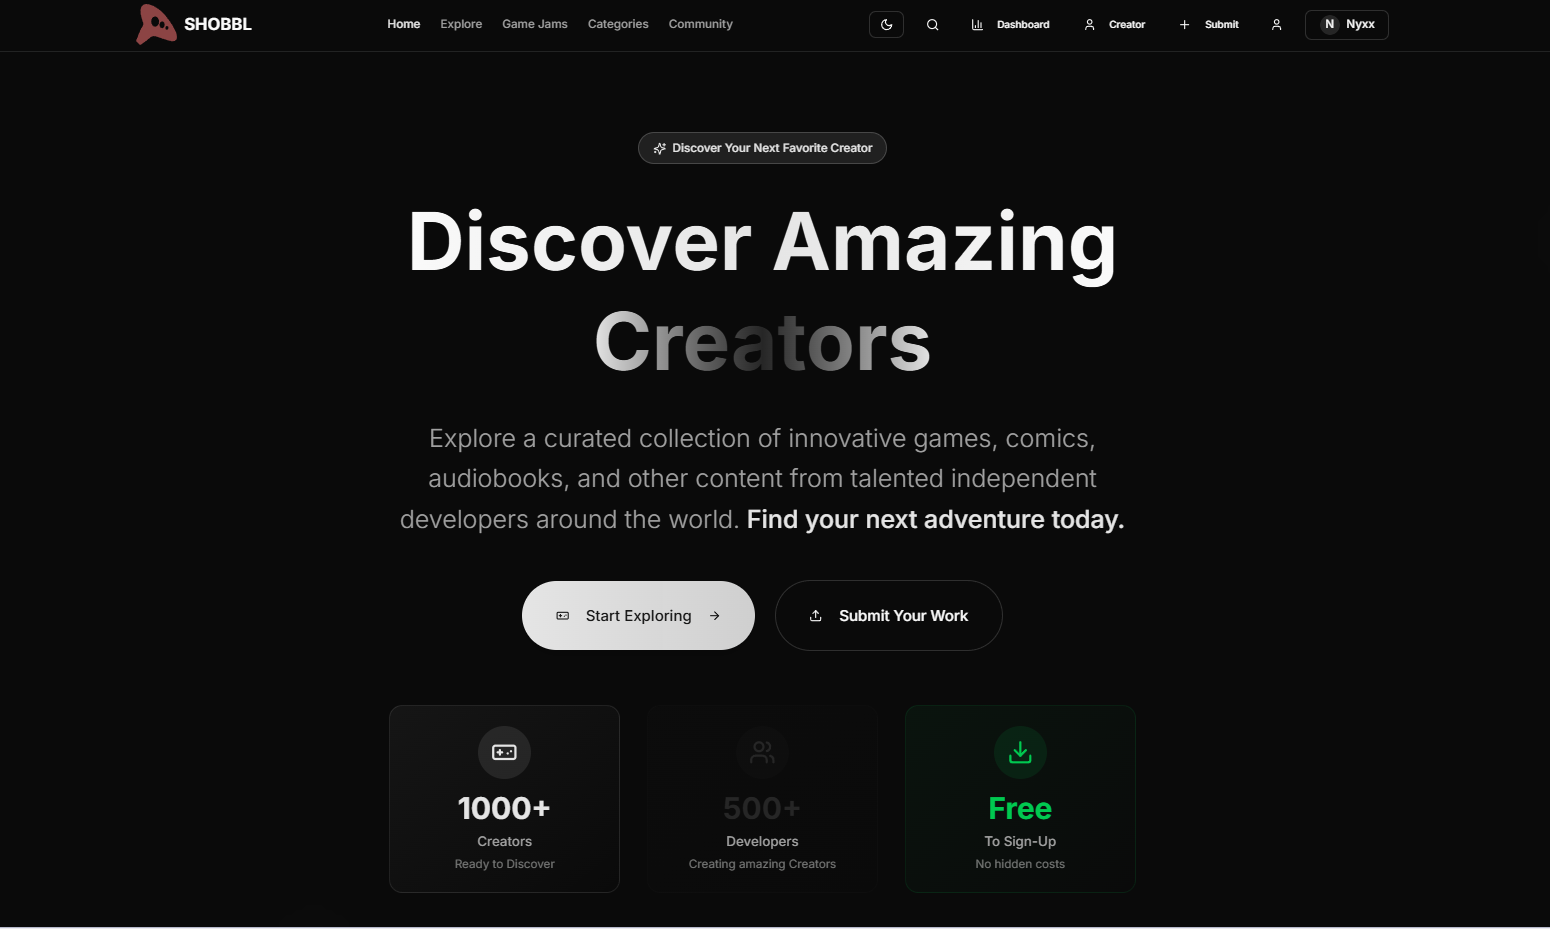 SHOBBL
Home Explore Game Jams Categories Community
Dashboard Creator Submit N Nyxx
Discover Your Next Favorite Creator
Discover Amazing
Creators
Explore a curated collection of innovative games, comics,
audiobooks, and other content from talented independent
developers around the world. Find your next adventure today.
Start Exploring
Submit Your Work
1000+
Creators
Ready to Discover
500+
Developers
Creating amazing Creators
Free
To Sign-Up
No hidden costs